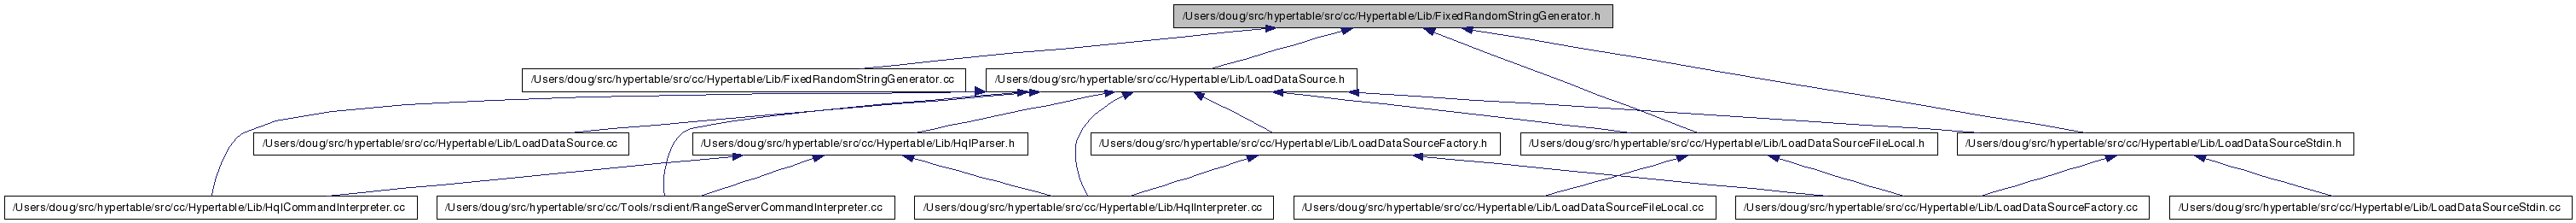 /Users/doug/src/hypertable/src/cc/Hypertable/Lib/FixedRandomStringGenerator.h
/Users/doug/src/hypertable/src/cc/Hypertable/Lib/FixedRandomStringGenerator.cc
/Users/doug/src/hypertable/src/cc/Hypertable/Lib/LoadDataSource.h
/Users/doug/src/hypertable/src/cc/Hypertable/Lib/LoadDataSource.cc
/Users/doug/src/hypertable/src/cc/Hypertable/Lib/HqlParser.h
/Users/doug/src/hypertable/src/cc/Hypertable/Lib/LoadDataSourceFactory.h
/Users/doug/src/hypertable/src/cc/Hypertable/Lib/LoadDataSourceFileLocal.h
/Users/doug/src/hypertable/src/cc/Hypertable/Lib/LoadDataSourceStdin.h
/Users/doug/src/hypertable/src/cc/Hypertable/Lib/HqlCommandInterpreter.cc
/Users/doug/src/hypertable/src/cc/Tools/rsclient/RangeServerCommandInterpreter.cc
/Users/doug/src/hypertable/src/cc/Hypertable/Lib/HqlInterpreter.cc
/Users/doug/src/hypertable/src/cc/Hypertable/Lib/LoadDataSourceFileLocal.cc
/Users/doug/src/hypertable/src/cc/Hypertable/Lib/LoadDataSourceFactory.cc
/Users/doug/src/hypertable/src/cc/Hypertable/Lib/LoadDataSourceStdin.cc